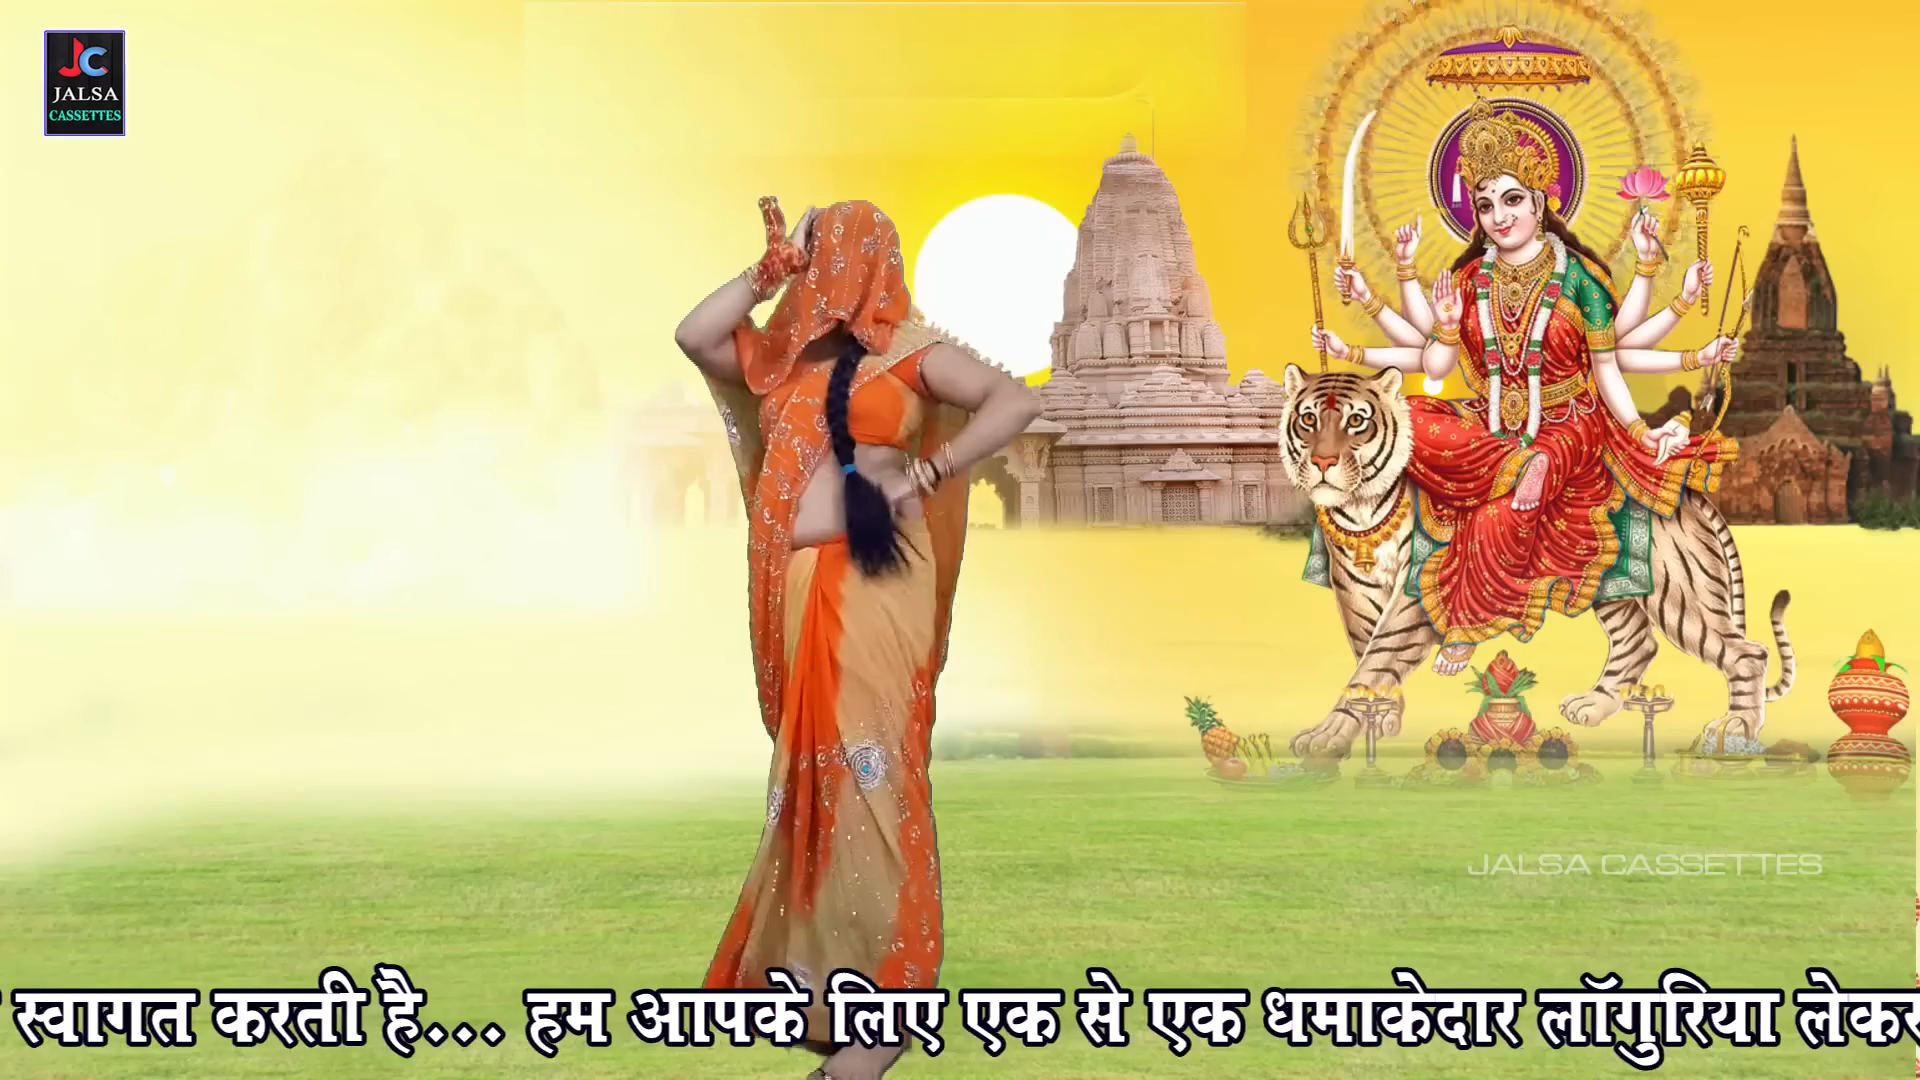 JC
JALSA
CASSETTES
JALSA CASSETTES
स्वागत करती है... हम आपके लिए एक से एक धमाकेदार लॉगुरिया लेकर